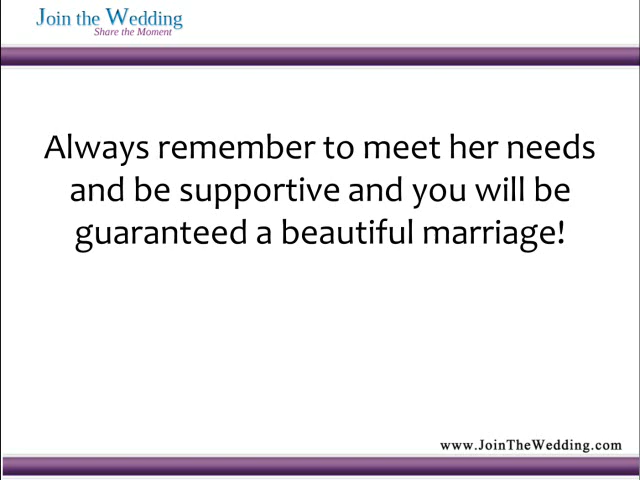 Join the Wedding
Share the Moment
Always remember to meet her needs
and be supportive and you will be
guaranteed a beautiful marriage!
www.JoinTheWedding.com